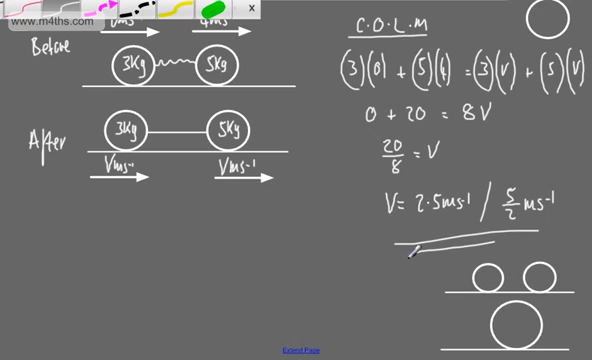 www.m4ths.com
x
0ms 4ms
Before
3Kg 5Kg
After
3Kg 5Kg
Vms⁻ Vms⁻¹
C.O.L.M
(3)(0) + (5)(4) = (3)(V) + (5)(V)
0 + 20 = 8V
20/8 = V
V = 2.5ms⁻¹ / 5/2 ms⁻¹
Extend Page